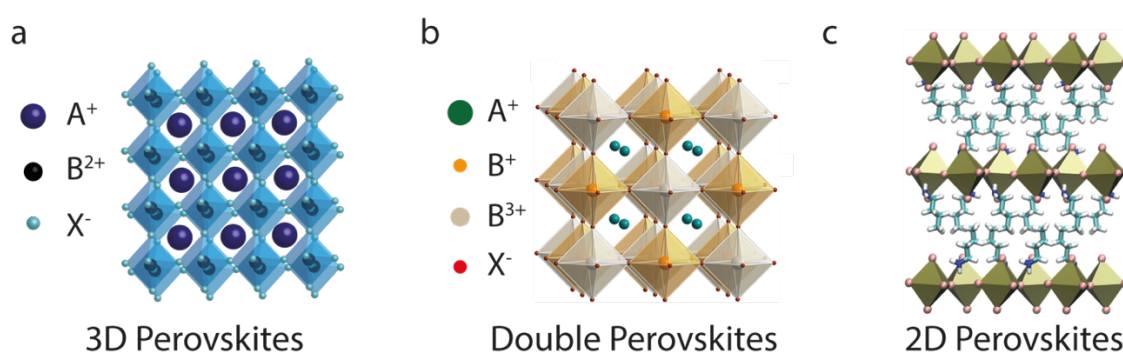 a
A⁺
B²⁺
X⁻
3D Perovskites
b
A⁺
B⁺
B³⁺
X⁻
Double Perovskites
c
2D Perovskites